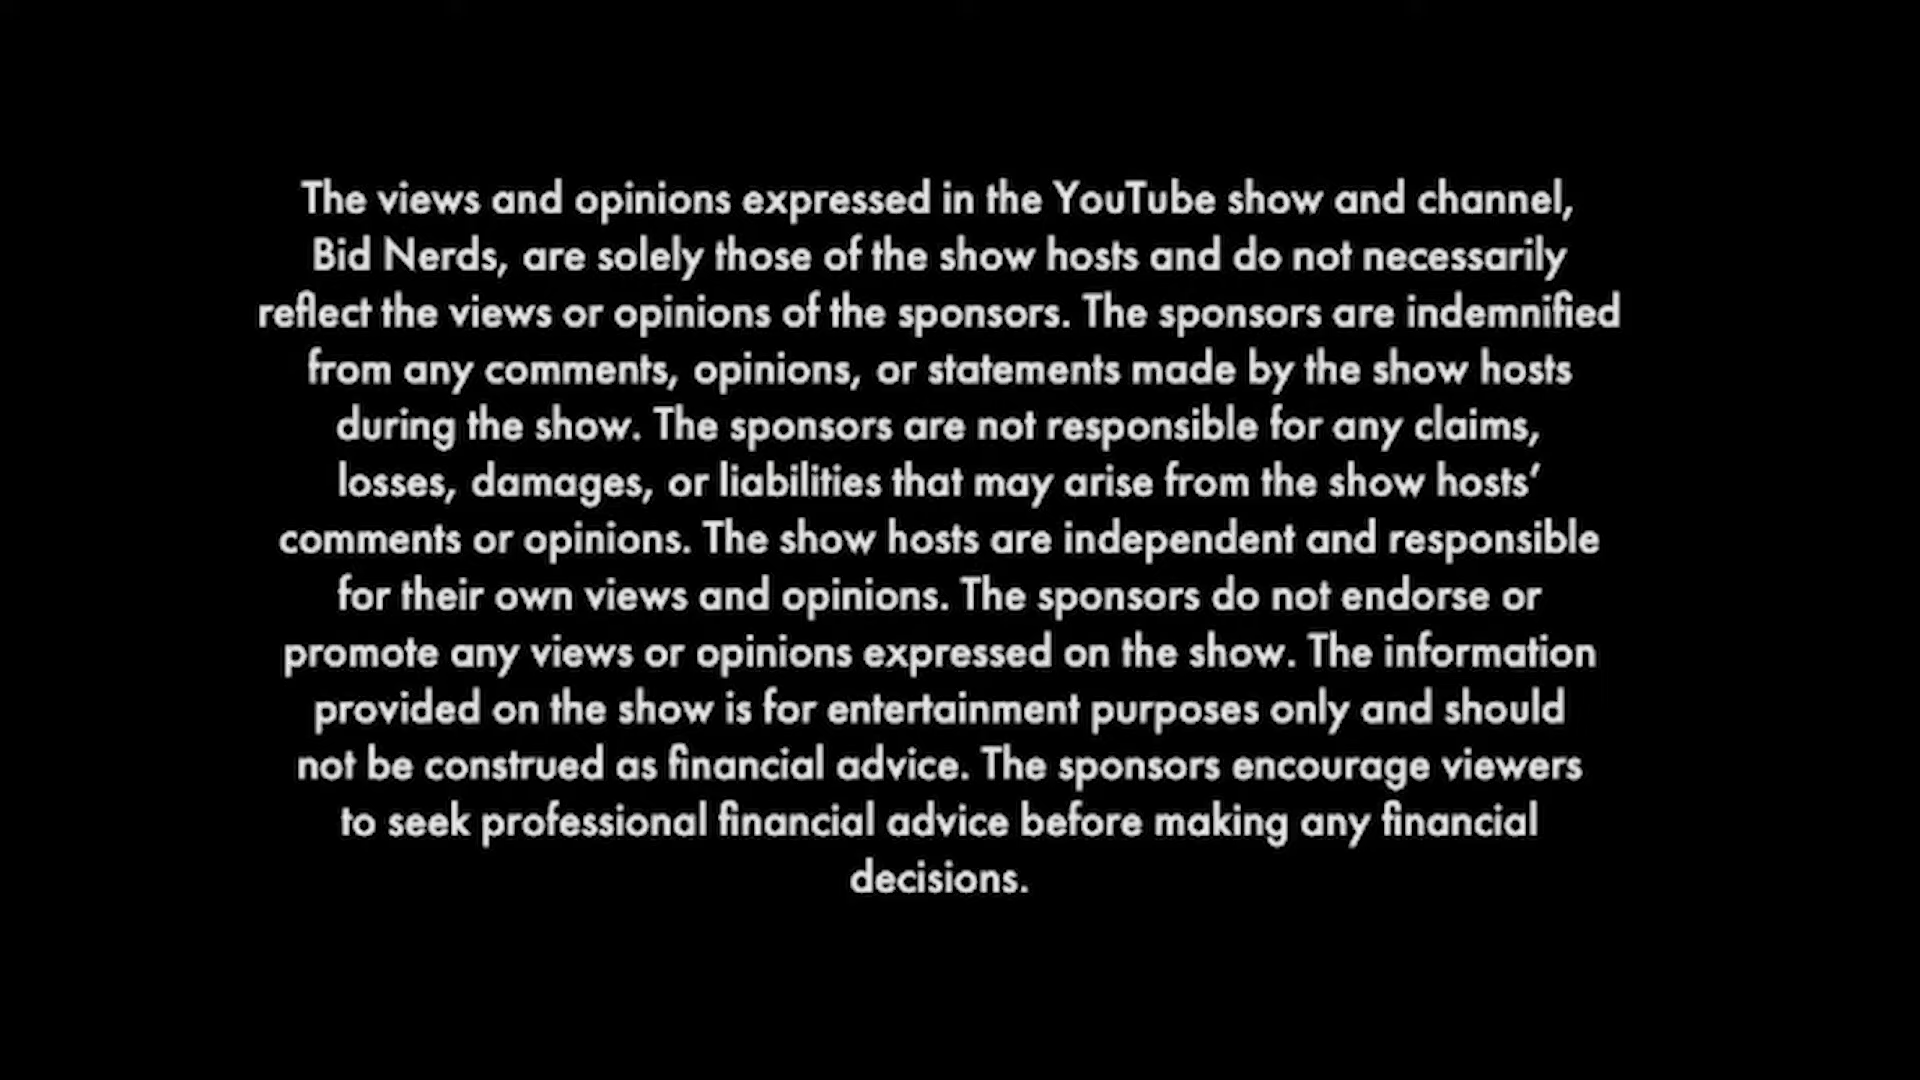 The views and opinions expressed in the YouTube show and channel,
Bid Nerds, are solely those of the show hosts and do not necessarily
reflect the views or opinions of the sponsors. The sponsors are indemnified
from any comments, opinions, or statements made by the show hosts
during the show. The sponsors are not responsible for any claims,
losses, damages, or liabilities that may arise from the show hosts’
comments or opinions. The show hosts are independent and responsible
for their own views and opinions. The sponsors do not endorse or
promote any views or opinions expressed on the show. The information
provided on the show is for entertainment purposes only and should
not be construed as financial advice. The sponsors encourage viewers
to seek professional financial advice before making any financial
decisions.